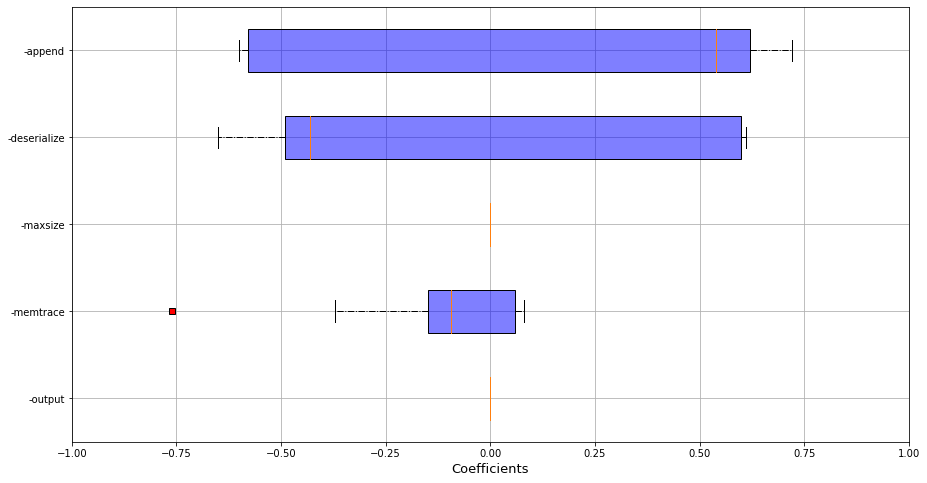 -append
-deserialize
-maxsize
-memtrace
-output
−1.00 −0.75 −0.50 −0.25 0.00 0.25 0.50 0.75 1.00
Coefficients